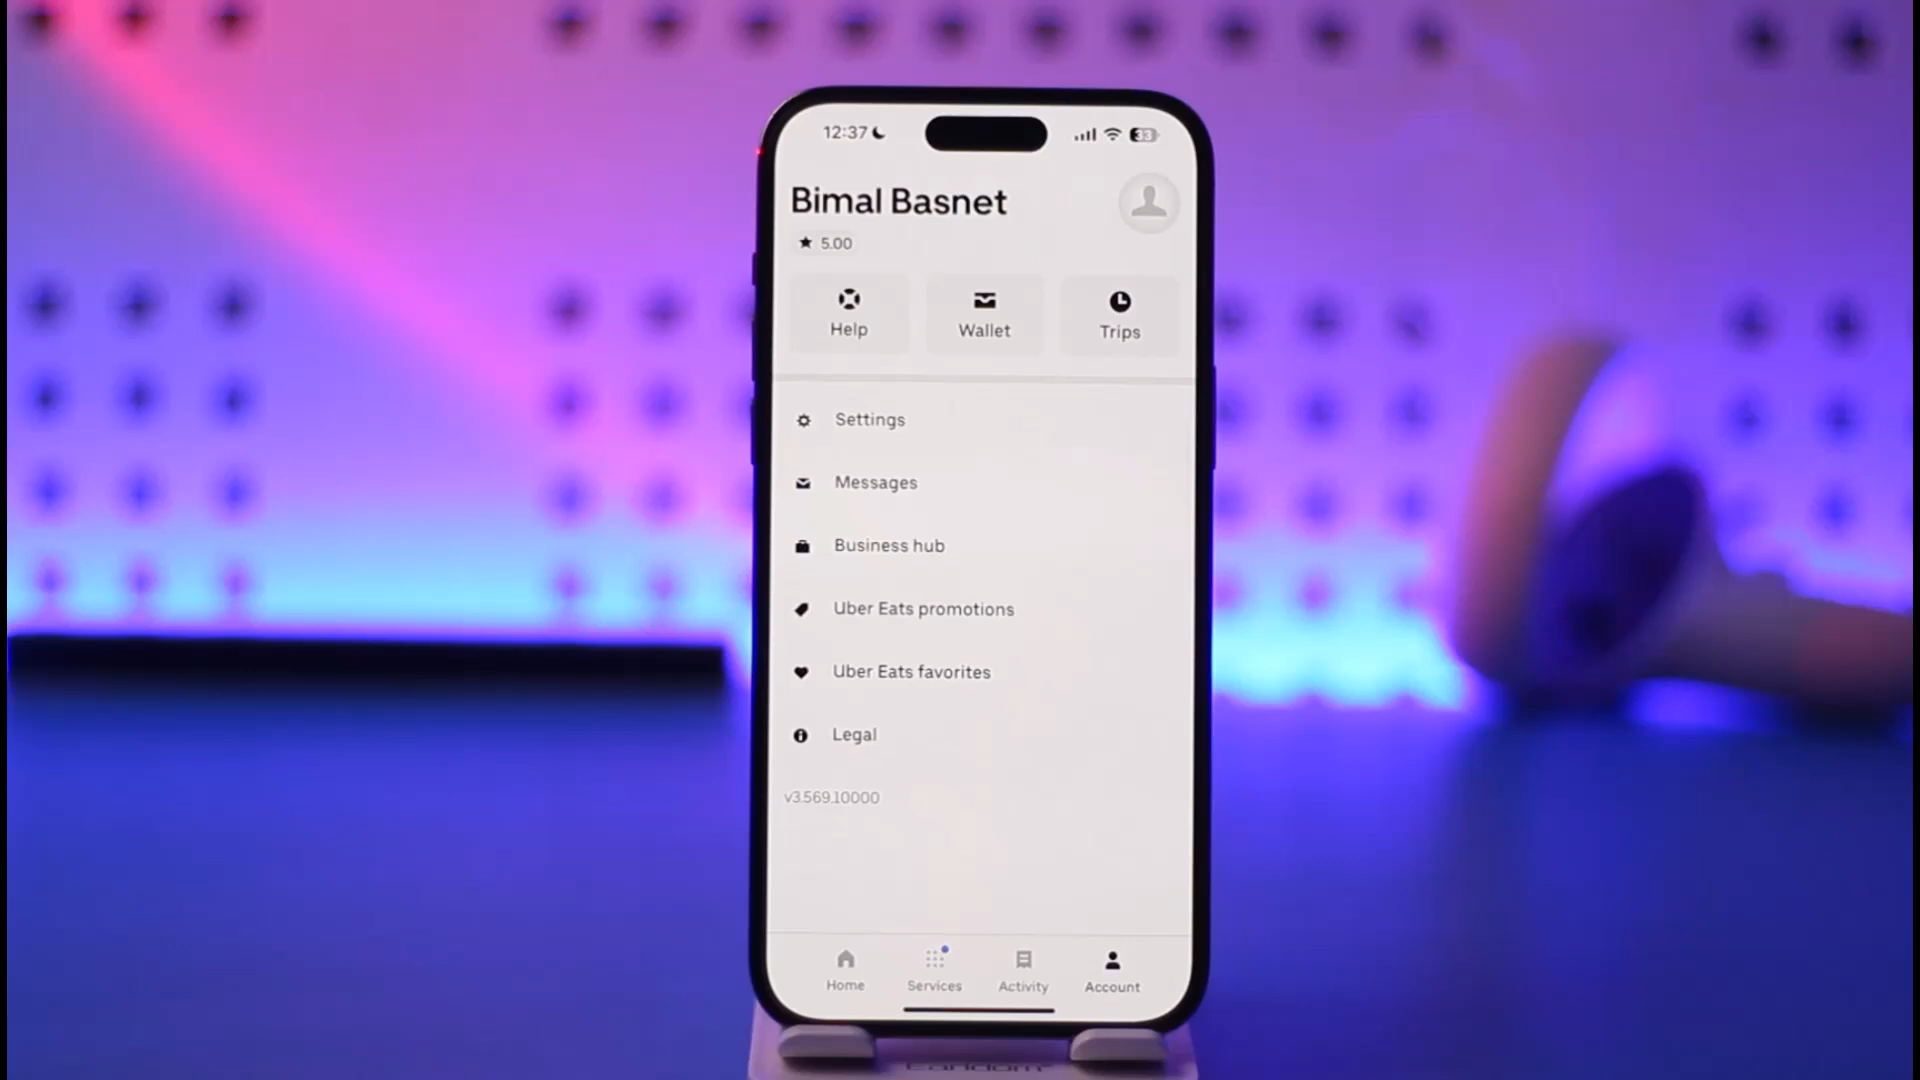 12:37
33
Bimal Basnet
5.00
Help
Wallet
Trips
Settings
Messages
Business hub
Uber Eats promotions
Uber Eats favorites
Legal
v3.569.10000
Home
Services
Activity
Account